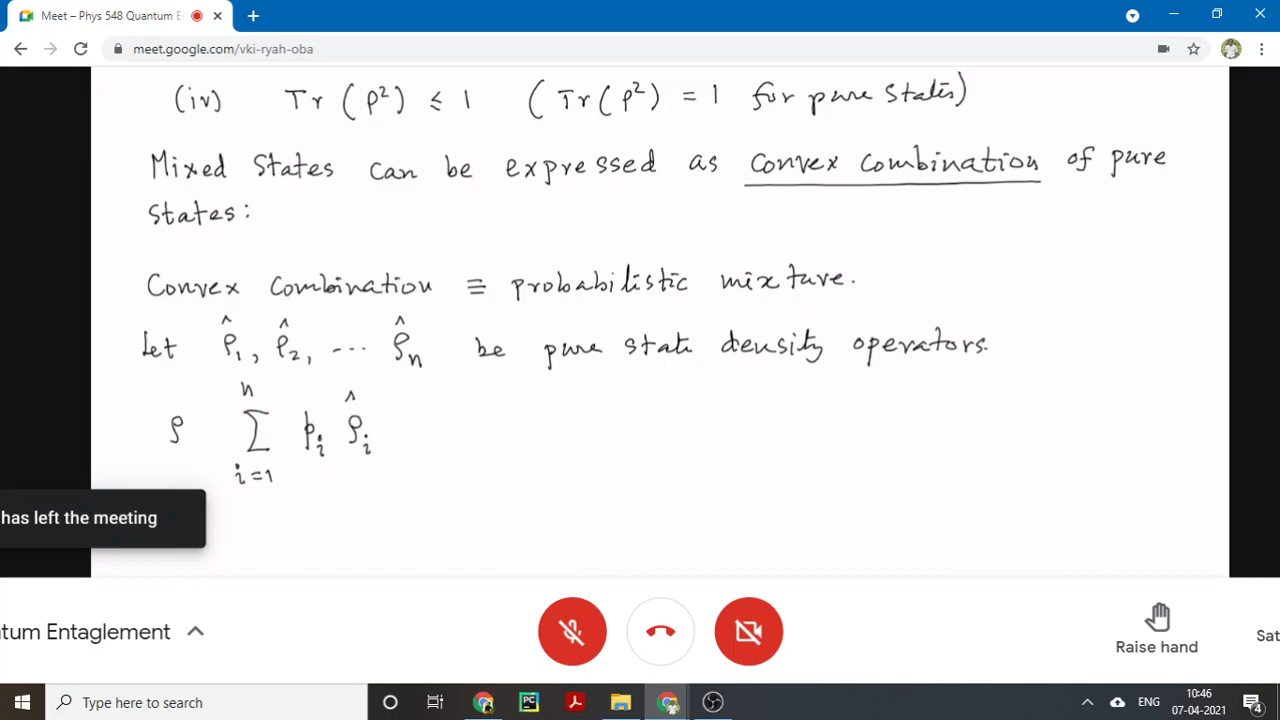 Meet – Phys 548 Quantum E
meet.google.com/vki-ryah-oba
(iv) Tr(ρ²) ≤ 1 (Tr(ρ²) = 1 for pure states)
Mixed states can be expressed as convex combination of pure
states:
Convex combination ≡ probabilistic mixture.
Let ρ̂₁, ρ̂₂, ... ρ̂ₙ be pure state density operators.
n
ρ ∑ pᵢ ρ̂ᵢ
i=1
has left the meeting
ntum Entaglement
Raise hand
Sat
Type here to search
ENG
10:46
07-04-2021
4